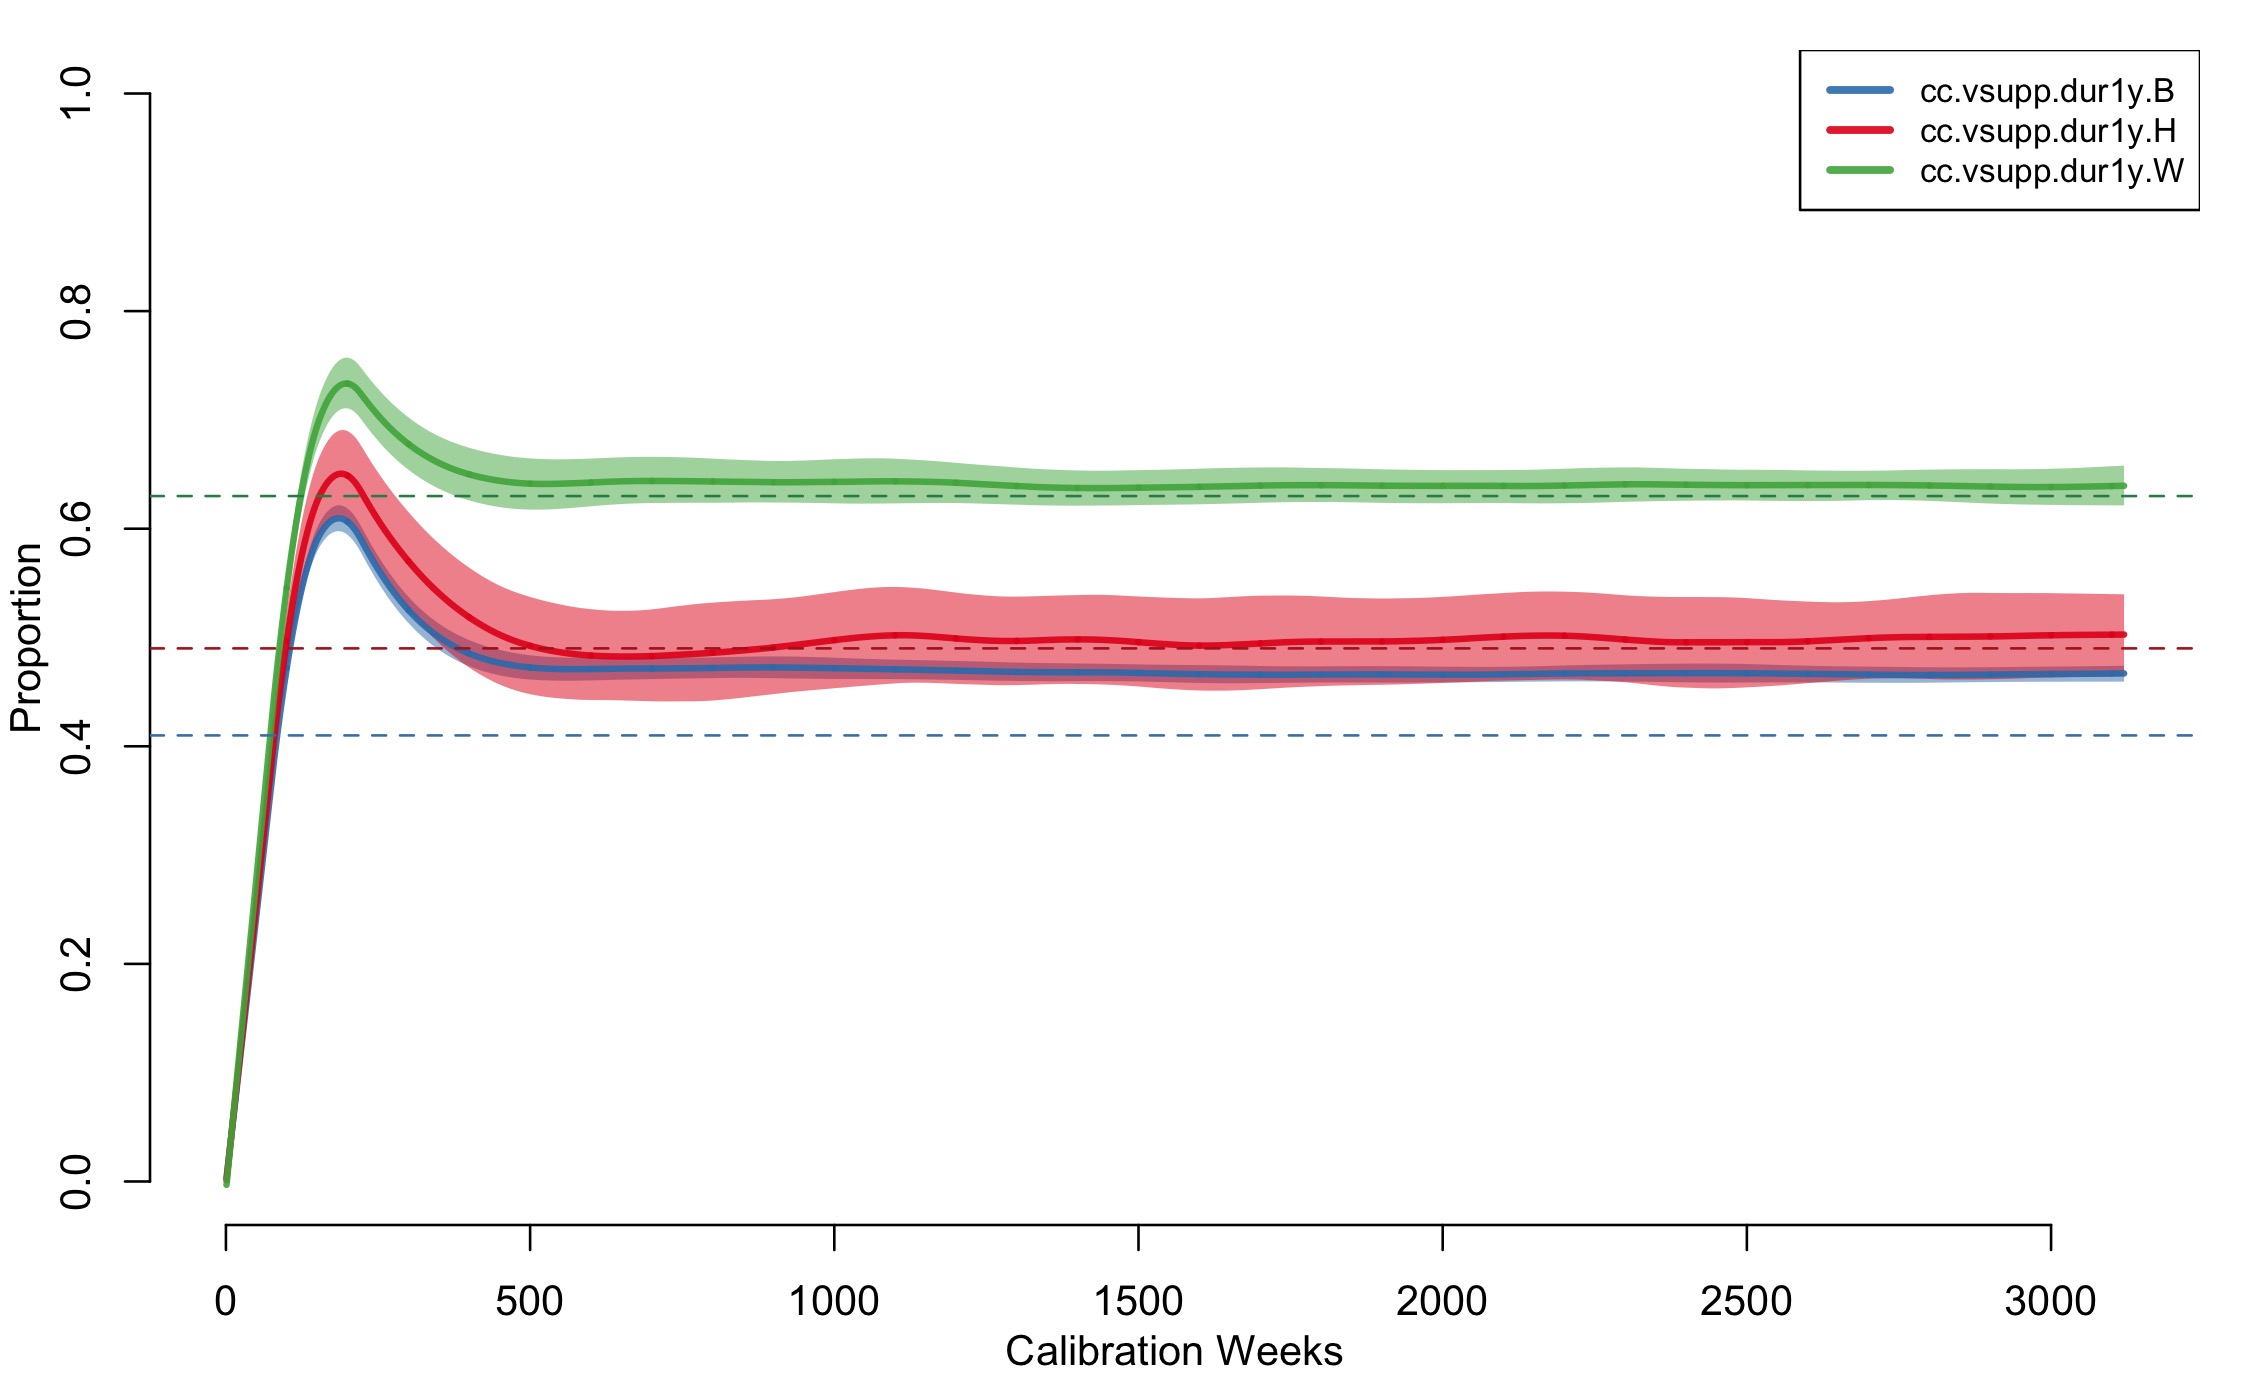 cc.vsupp.dur1y.B
cc.vsupp.dur1y.H
cc.vsupp.dur1y.W
1.0
0.8
0.6
0.4
0.2
0.0
Proportion
0 500 1000 1500 2000 2500 3000
Calibration Weeks